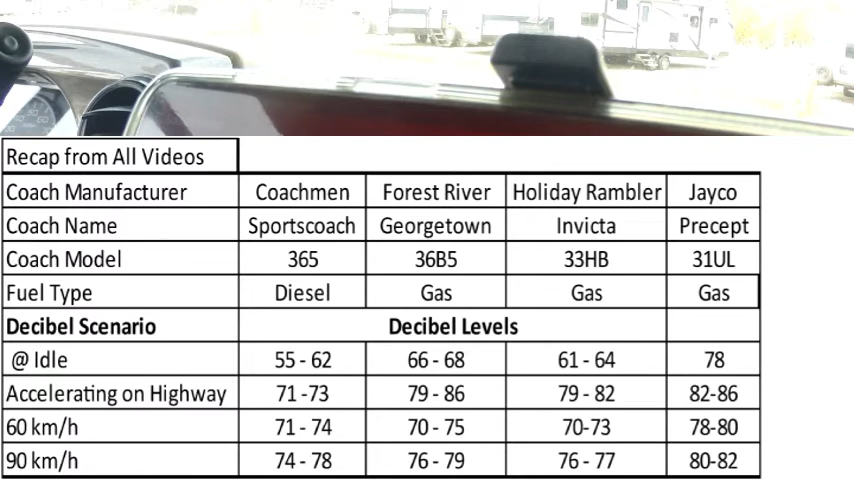 Recap from All Videos
Coach Manufacturer Coachmen Forest River Holiday Rambler Jayco
Coach Name Sportscoach Georgetown Invicta Precept
Coach Model 365 36B5 33HB 31UL
Fuel Type Diesel Gas Gas Gas
Decibel Scenario Decibel Levels
@ Idle 55 - 62 66 - 68 61 - 64 78
Accelerating on Highway 71 -73 79 - 86 79 - 82 82-86
60 km/h 71 - 74 70 - 75 70-73 78-80
90 km/h 74 - 78 76 - 79 76 - 77 80-82